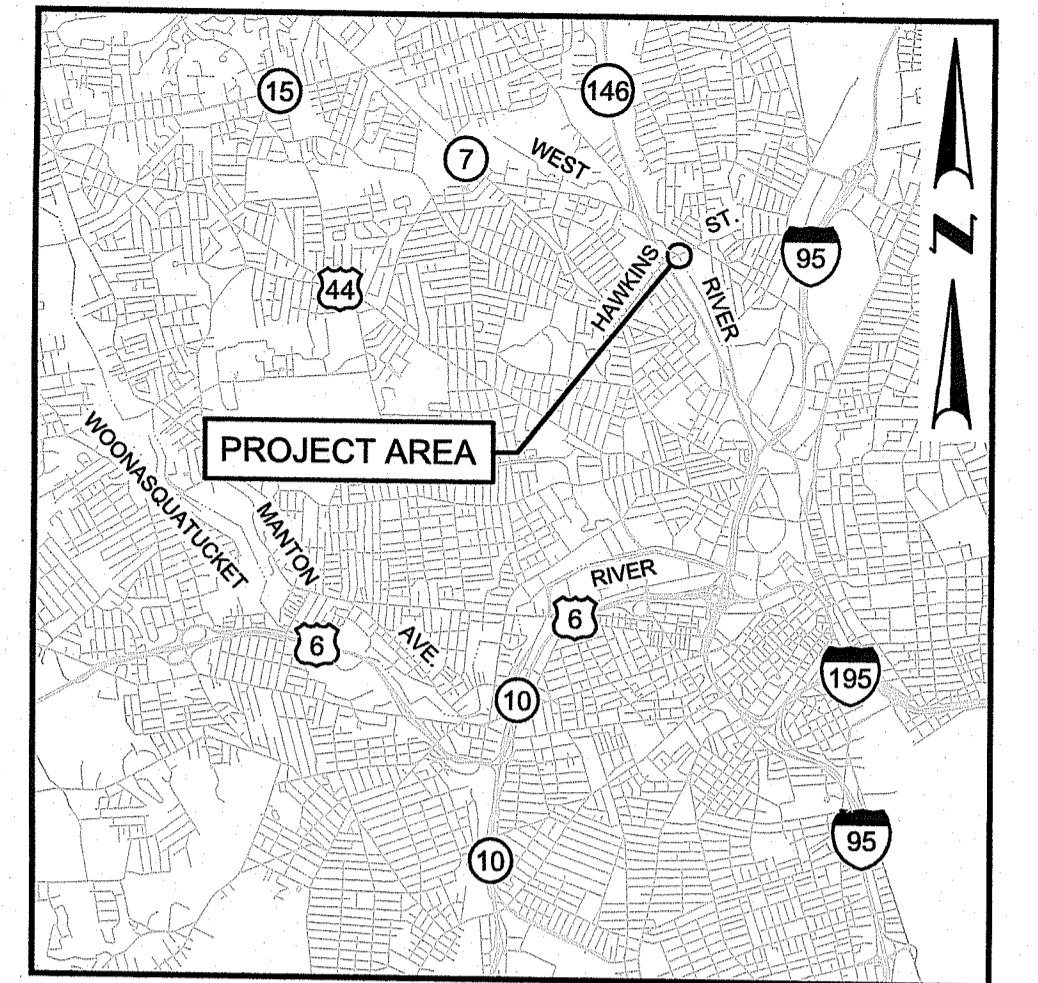 15
146
7
WEST
ST.
95
HAWKINS
RIVER
44
N
PROJECT AREA
WOONASQUATUCKET
MANTON
RIVER
6
6
AVE.
10
195
95
10